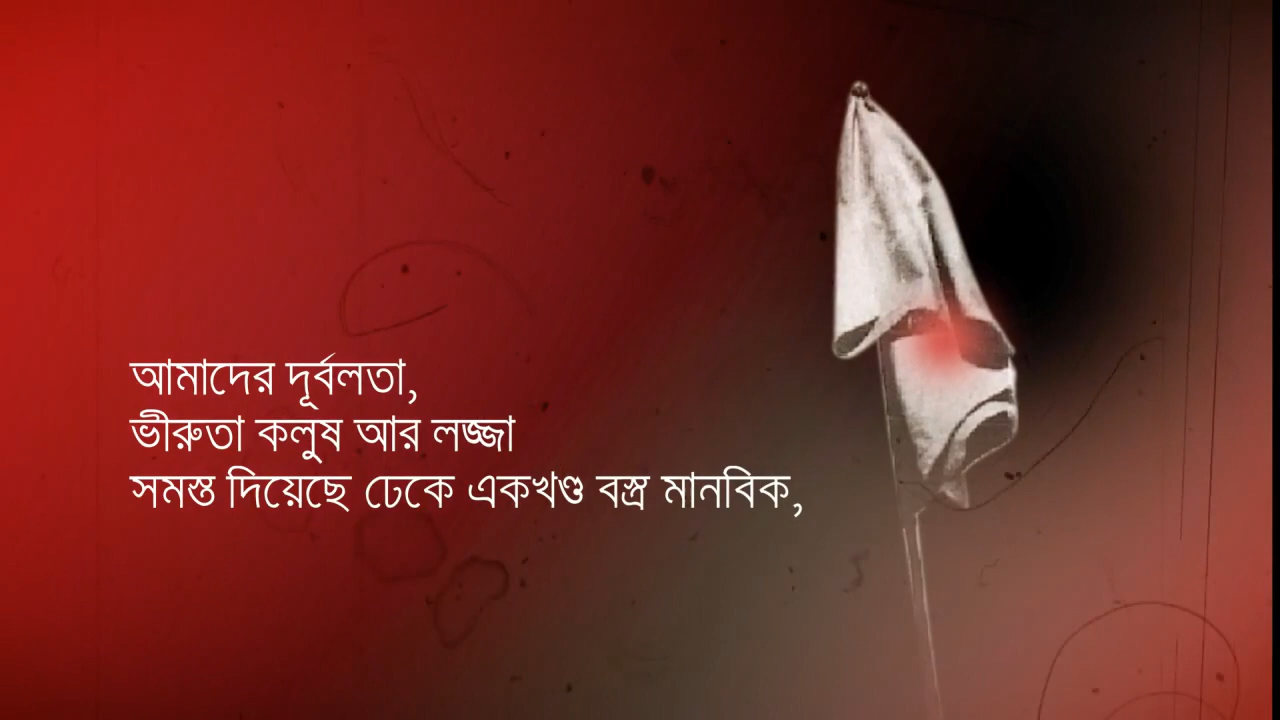 আমাদের দূর্বলতা,
ভীরুতা কলুষ আর লজ্জা
সমস্ত দিয়েছে ঢেকে একখণ্ড বস্ত্র মানবিক,